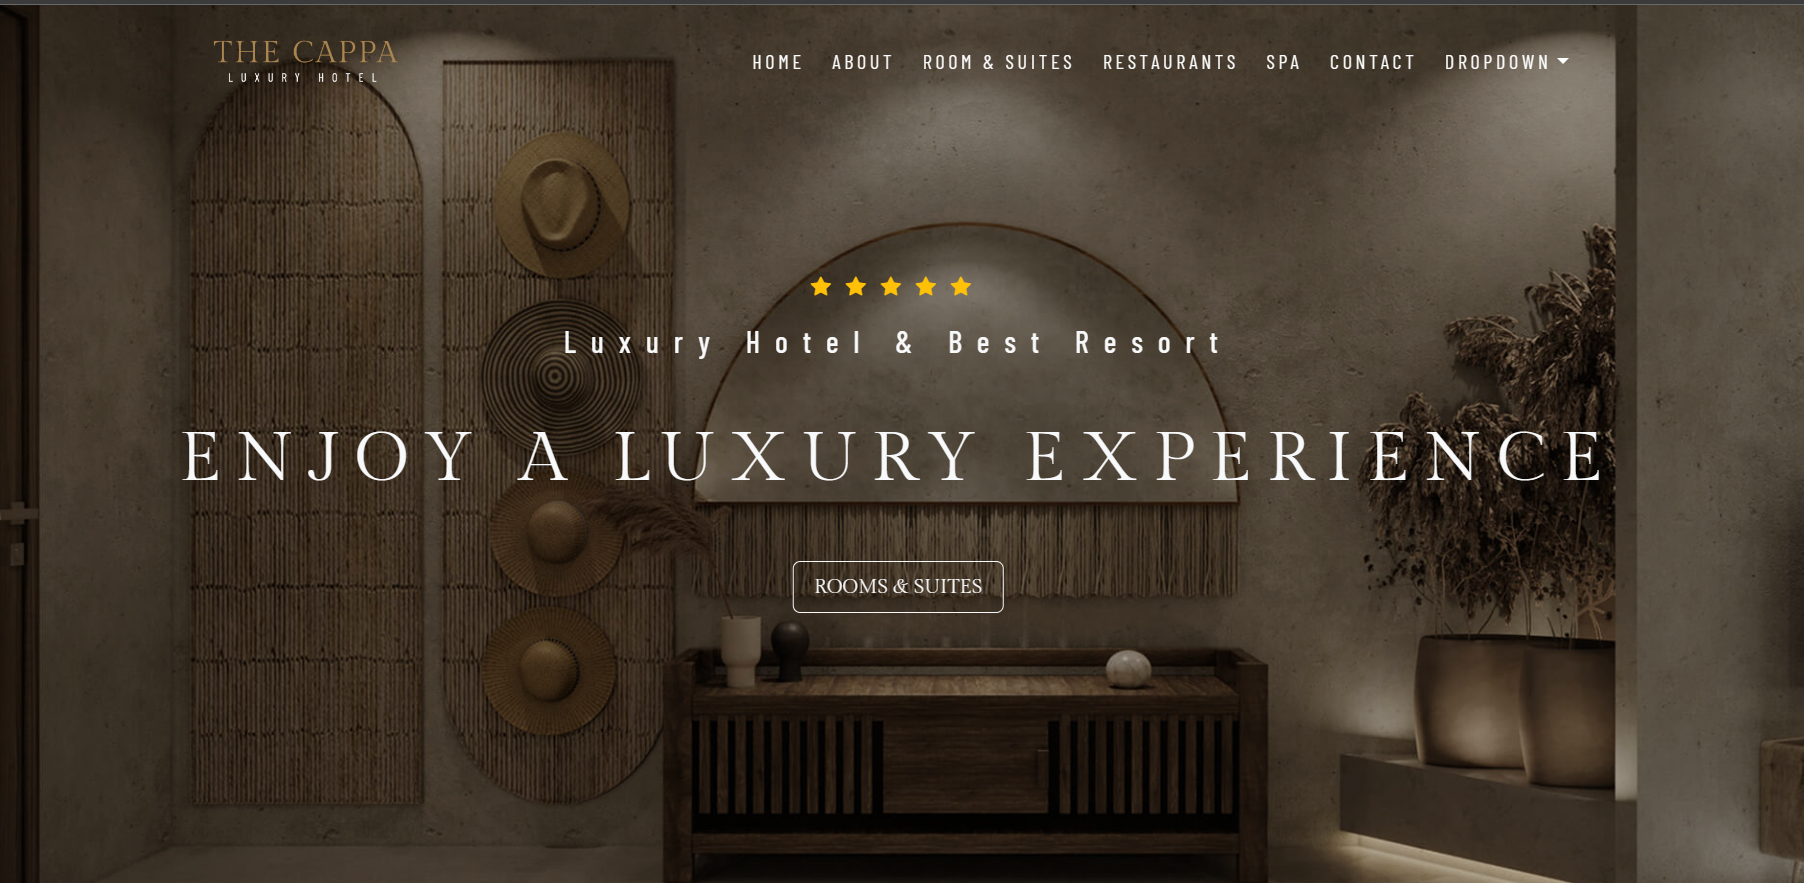 THE CAPPA
LUXURY HOTEL
HOME ABOUT ROOM & SUITES RESTAURANTS SPA CONTACT DROPDOWN
Luxury Hotel & Best Resort
ENJOY A LUXURY EXPERIENCE
ROOMS & SUITES